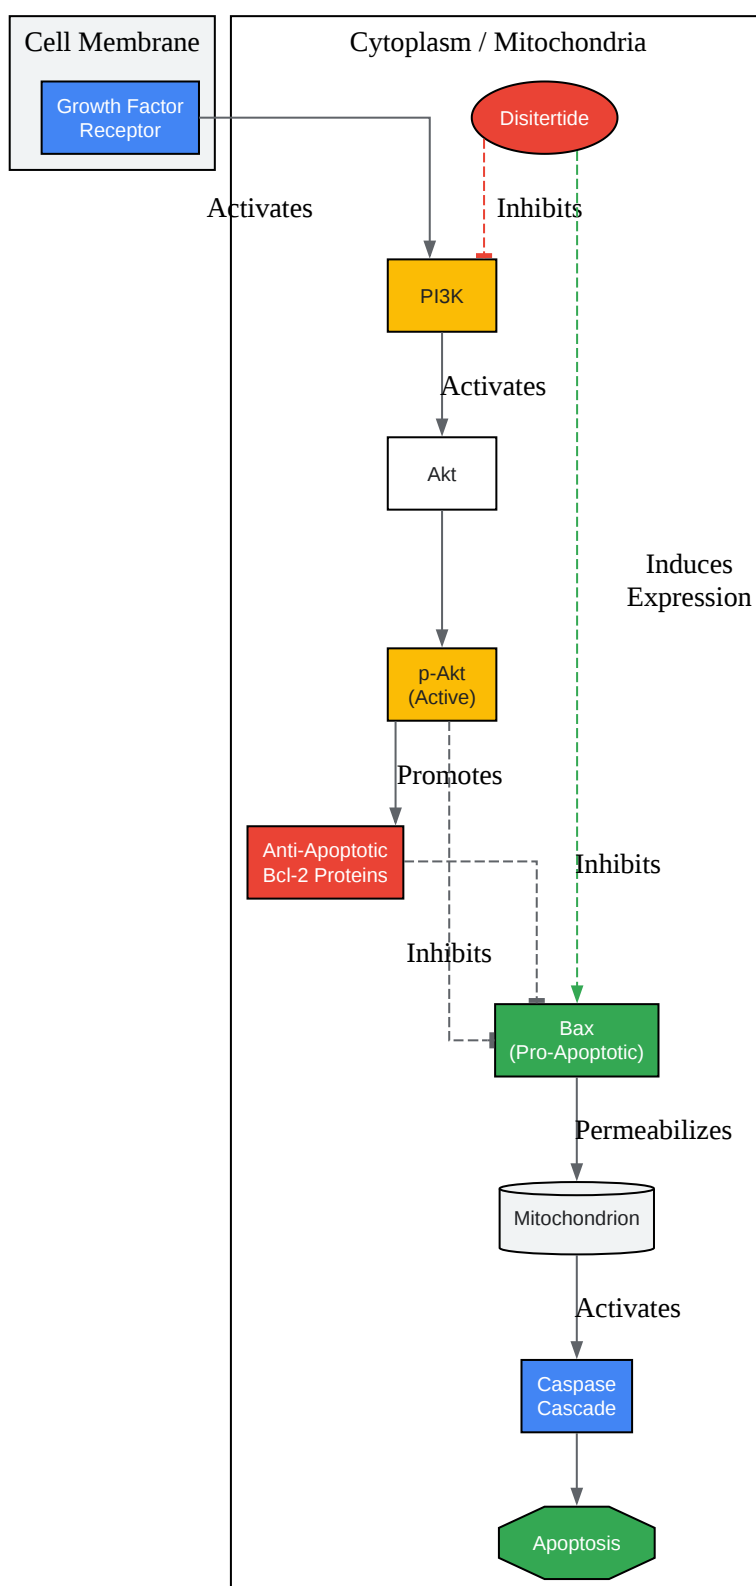 Cell Membrane
Cytoplasm / Mitochondria
Growth Factor
Receptor
Disitertide
Activates
Inhibits
PI3K
Activates
Akt
Induces
Expression
p-Akt
(Active)
Promotes
Anti-Apoptotic
Bcl-2 Proteins
Inhibits
Inhibits
Bax
(Pro-Apoptotic)
Permeabilizes
Mitochondrion
Activates
Caspase
Cascade
Apoptosis